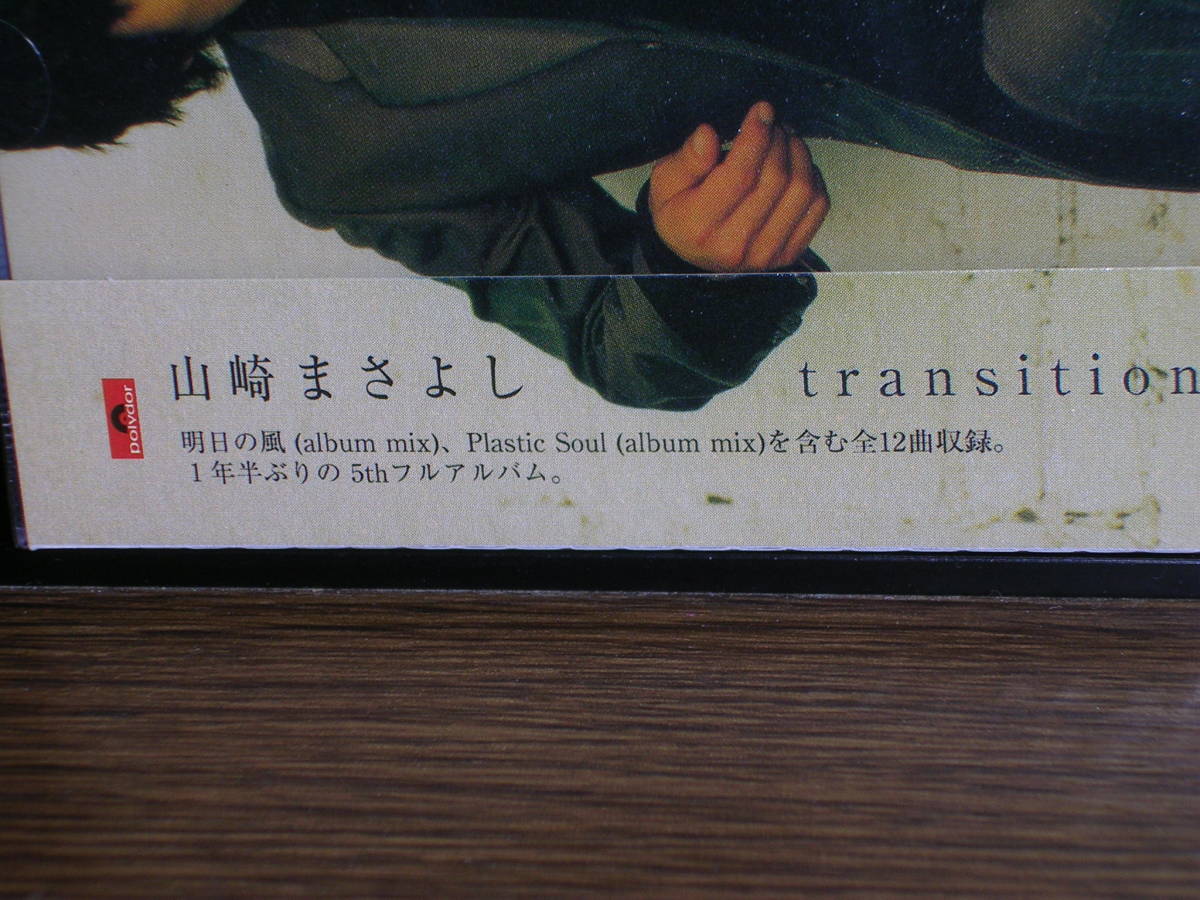 山崎まさよし transition
polydor
明日の風 (album mix)、Plastic Soul (album mix)を含む全12曲収録。
1年半ぶりの 5thフルアルバム。